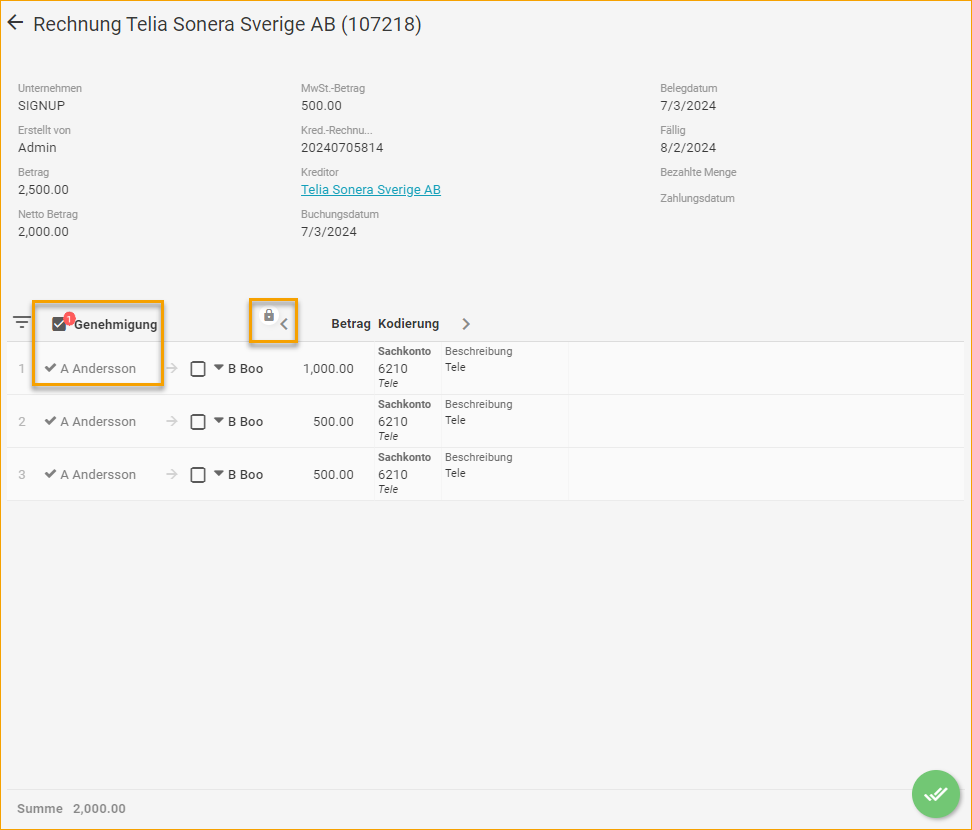 Rechnung Telia Sonera Sverige AB (107218)
Unternehmen
SIGNUP
Erstellt von
Admin
Betrag
2,500.00
Netto Betrag
2,000.00
MwSt.-Betrag
500.00
Kred.-Rechnu...
20240705814
Kreditor
Telia Sonera Sverige AB
Buchungsdatum
7/3/2024
Belegdatum
7/3/2024
Fällig
8/2/2024
Bezahlte Menge
Zahlungsdatum
1 Genehmigung Betrag Kodierung
Sachkonto Beschreibung
1 A Andersson B Boo 1,000.00 6210 Tele
Tele
Sachkonto Beschreibung
2 A Andersson B Boo 500.00 6210 Tele
Tele
Sachkonto Beschreibung
3 A Andersson B Boo 500.00 6210 Tele
Tele
Summe 2,000.00